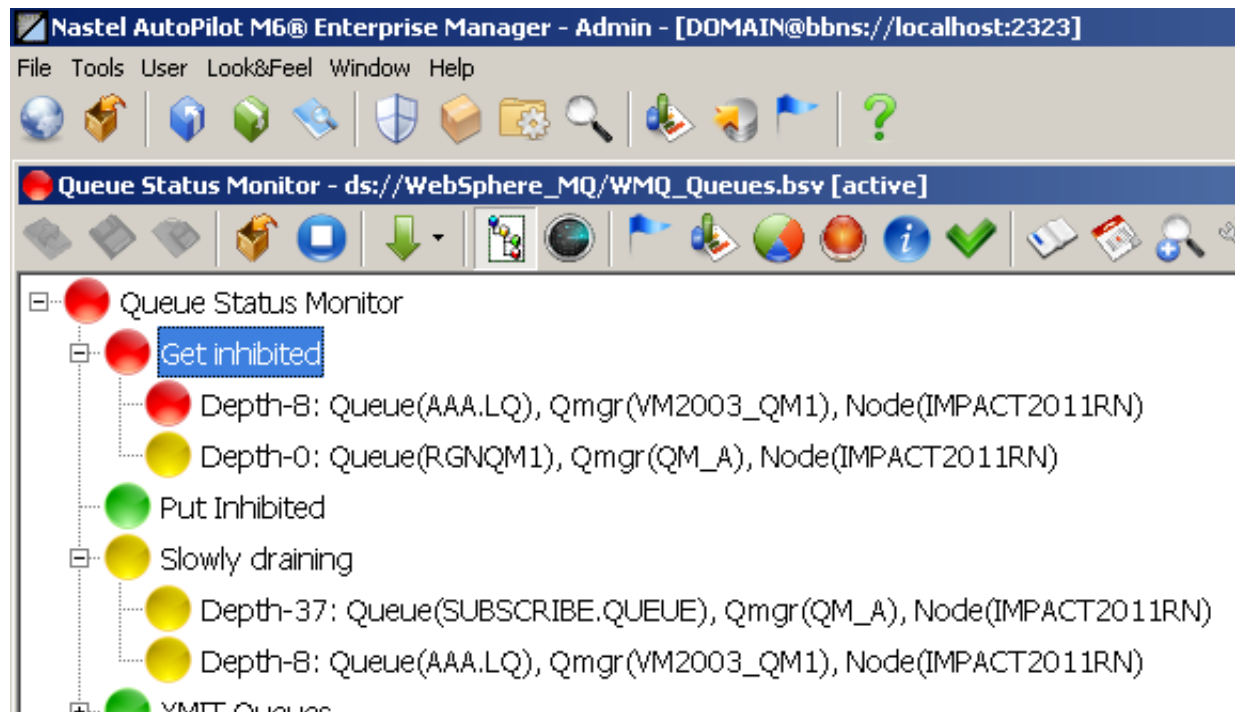 Nastel AutoPilot M6® Enterprise Manager - Admin - [DOMAIN@bbns://localhost:2323]
File Tools User Look&Feel Window Help
Queue Status Monitor - ds://WebSphere_MQ/WMQ_Queues.bsv [active]
Queue Status Monitor
Get inhibited
Depth-8: Queue(AAA.LQ), Qmgr(VM2003_QM1), Node(IMPACT2011RN)
Depth-0: Queue(RGNQM1), Qmgr(QM_A), Node(IMPACT2011RN)
Put Inhibited
Slowly draining
Depth-37: Queue(SUBSCRIBE.QUEUE), Qmgr(QM_A), Node(IMPACT2011RN)
Depth-8: Queue(AAA.LQ), Qmgr(VM2003_QM1), Node(IMPACT2011RN)
XMIT Queues